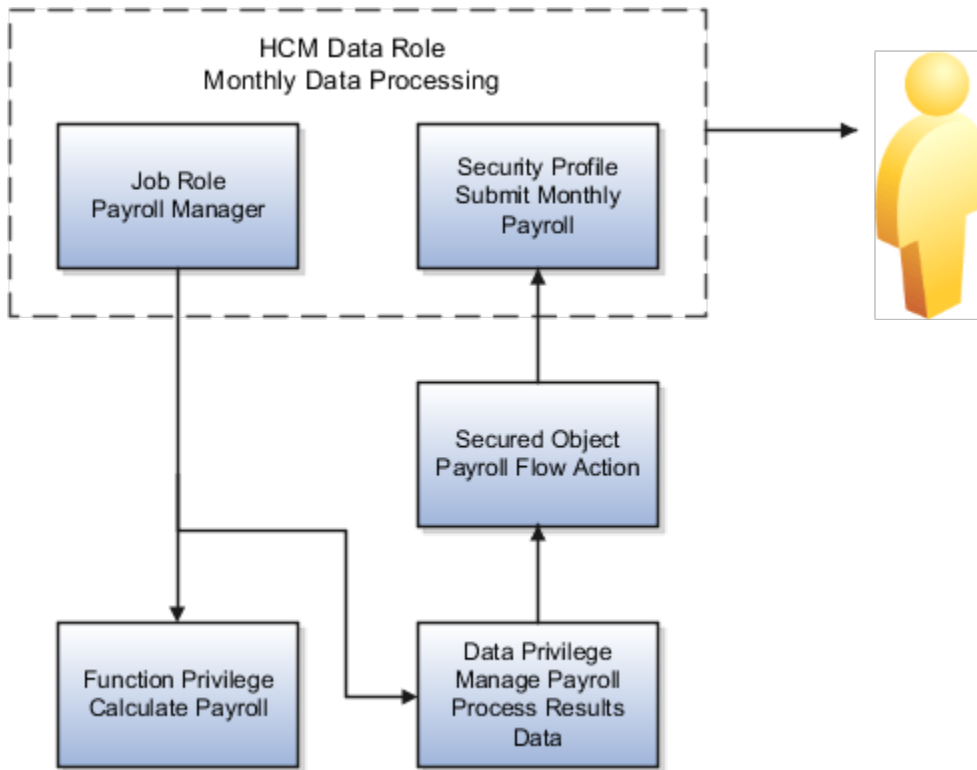 HCM Data Role
Monthly Data Processing
Job Role
Payroll Manager
Security Profile
Submit Monthly
Payroll
Secured Object
Payroll Flow Action
Function Privilege
Calculate Payroll
Data Privilege
Manage Payroll
Process Results
Data